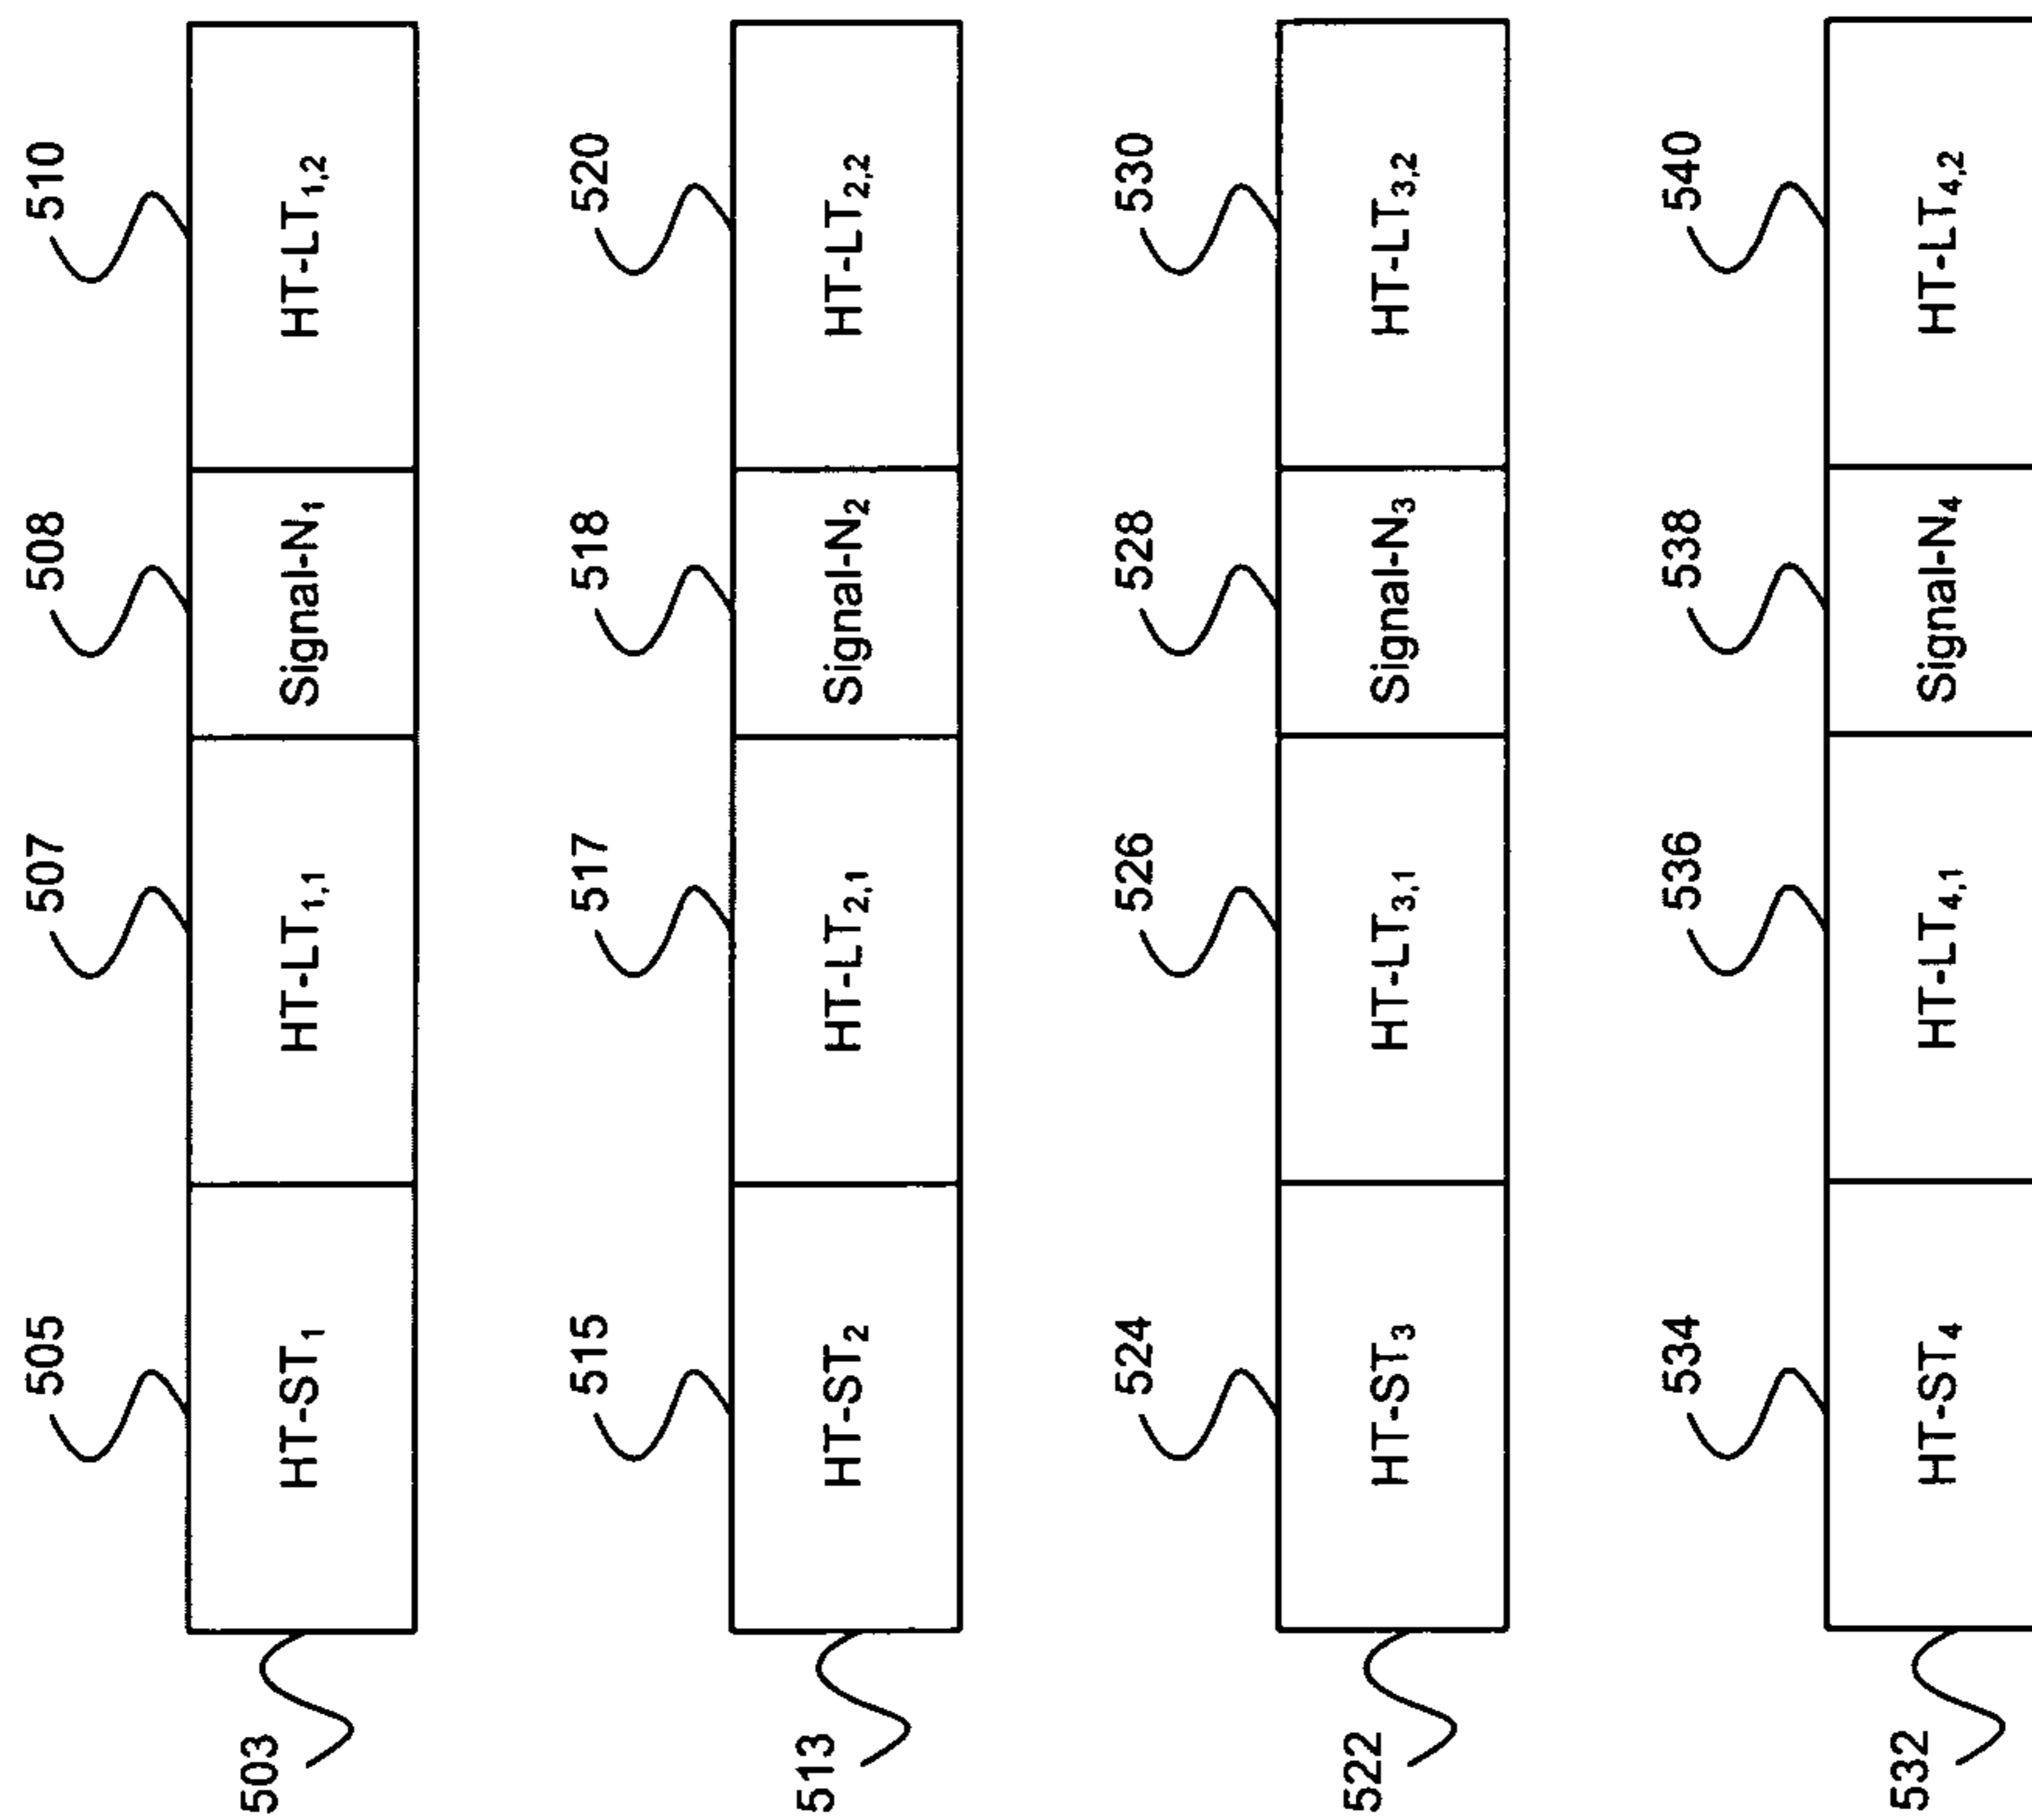 505 507 508 510
503 HT-ST₁ HT-LT₁,₁ Signal-N₁ HT-LT₁,₂
515 517 518 520
513 HT-ST₂ HT-LT₂,₁ Signal-N₂ HT-LT₂,₂
524 526 528 530
522 HT-ST₃ HT-LT₃,₁ Signal-N₃ HT-LT₃,₂
534 536 538 540
532 HT-ST₄ HT-LT₄,₁ Signal-N₄ HT-LT₄,₂